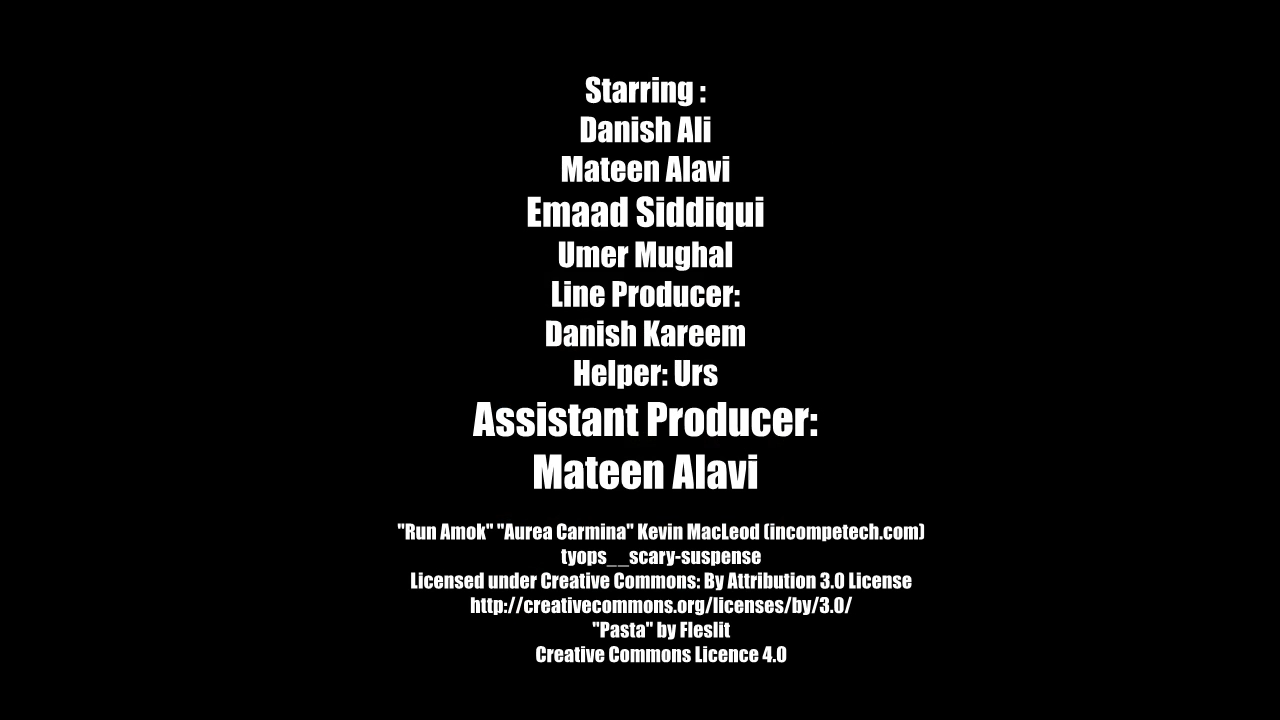 Starring :
Danish Ali
Mateen Alavi
Emaad Siddiqui
Umer Mughal
Line Producer:
Danish Kareem
Helper: Urs
Assistant Producer:
Mateen Alavi
"Run Amok" "Aurea Carmina" Kevin MacLeod (incompetech.com)
tyops__scary-suspense
Licensed under Creative Commons: By Attribution 3.0 License
http://creativecommons.org/licenses/by/3.0/
"Pasta" by Fleslit
Creative Commons Licence 4.0